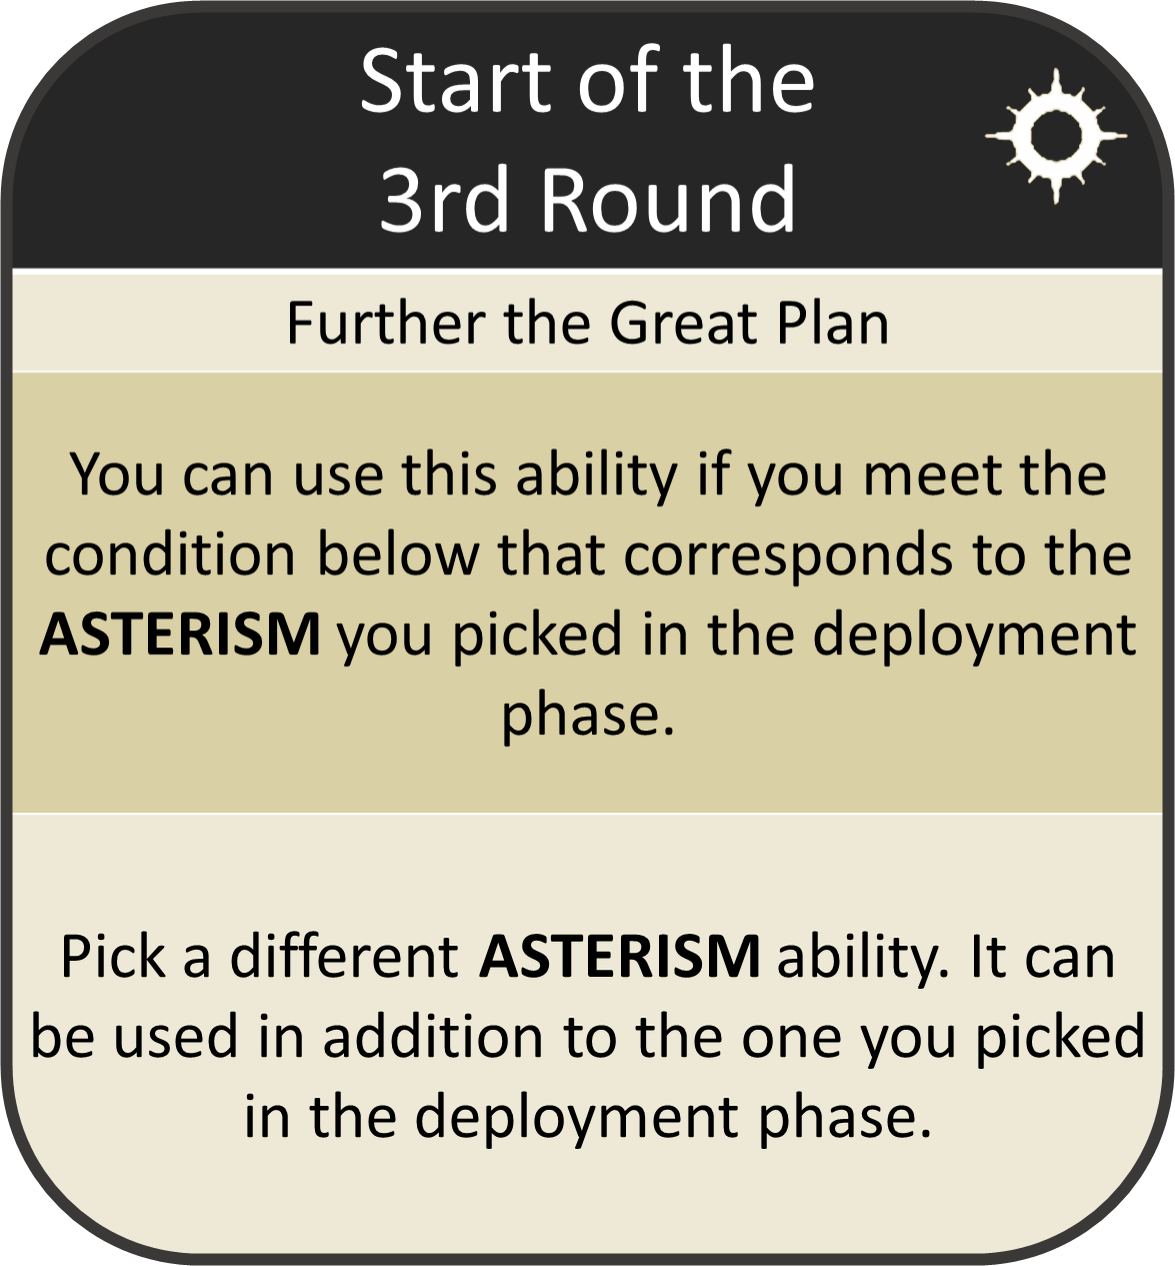 Start of the
3rd Round
Further the Great Plan
You can use this ability if you meet the
condition below that corresponds to the
ASTERISM you picked in the deployment
phase.
Pick a different ASTERISM ability. It can
be used in addition to the one you picked
in the deployment phase.